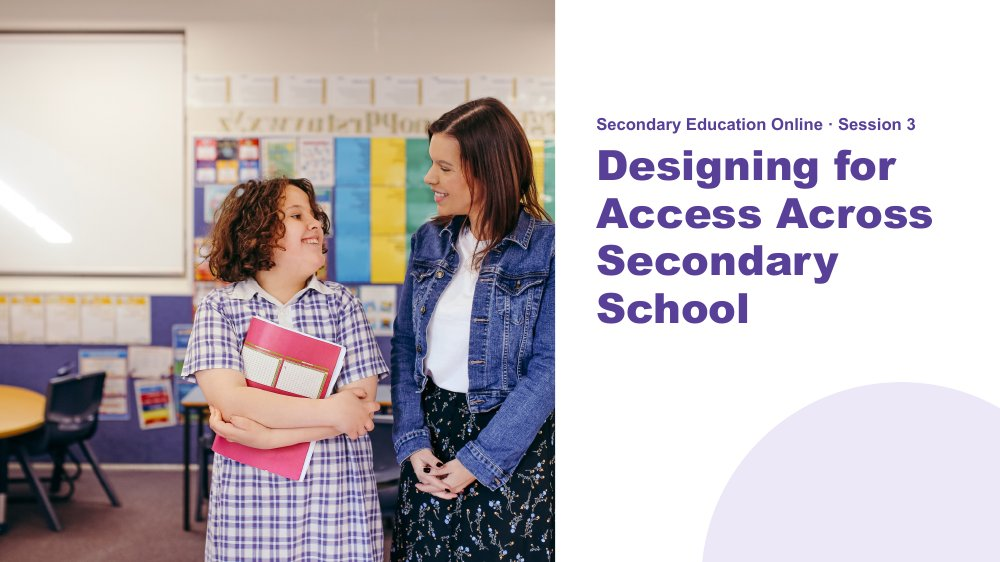 Secondary Education Online · Session 3
Designing for
Access Across
Secondary
School